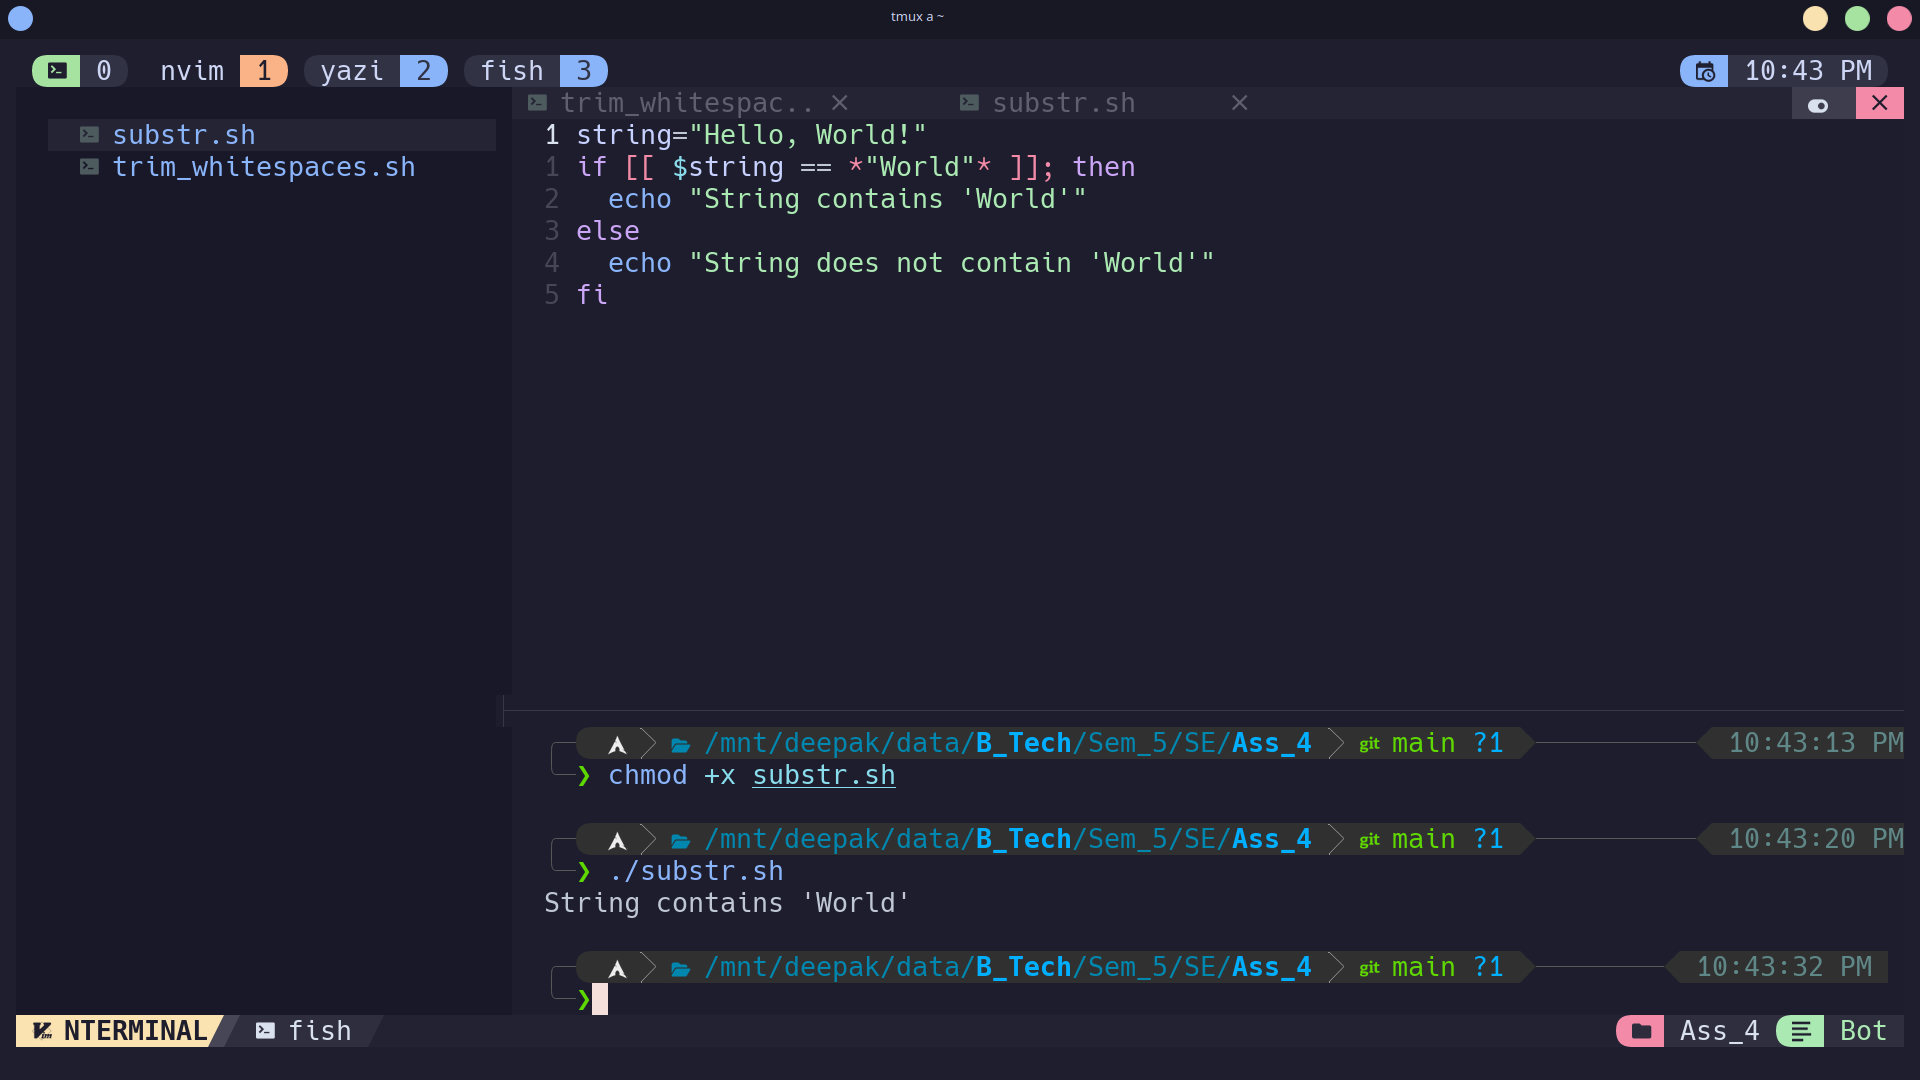 tmux a ~
0 nvim 1 yazi 2 fish 3 10:43 PM
trim_whitespac.. substr.sh
substr.sh
trim_whitespaces.sh
1 string="Hello, World!"
1 if [[ $string == *"World"* ]]; then
2 echo "String contains 'World'"
3 else
4 echo "String does not contain 'World'"
5 fi
/mnt/deepak/data/B_Tech/Sem_5/SE/Ass_4 git main ?1 10:43:13 PM
❯ chmod +x substr.sh
/mnt/deepak/data/B_Tech/Sem_5/SE/Ass_4 git main ?1 10:43:20 PM
❯ ./substr.sh
String contains 'World'
/mnt/deepak/data/B_Tech/Sem_5/SE/Ass_4 git main ?1 10:43:32 PM
❯
NTERMINAL fish Ass_4 Bot